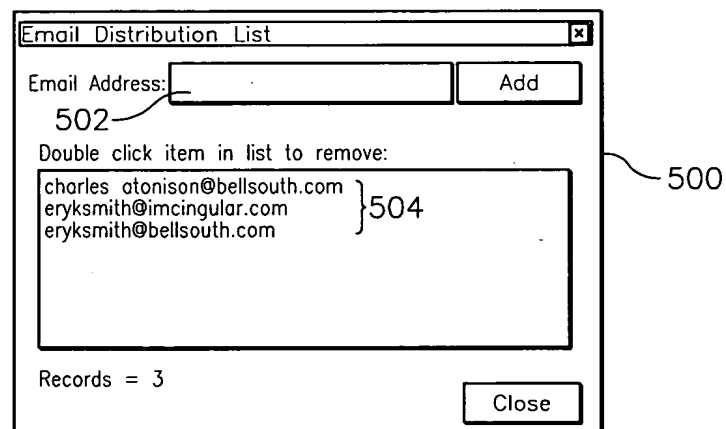 Email Distribution List
Email Address: Add
502
Double click item in list to remove:
500
charles atonison@bellsouth.com
eryksmith@imcingular.com
504
eryksmith@bellsouth.com
Records = 3
Close